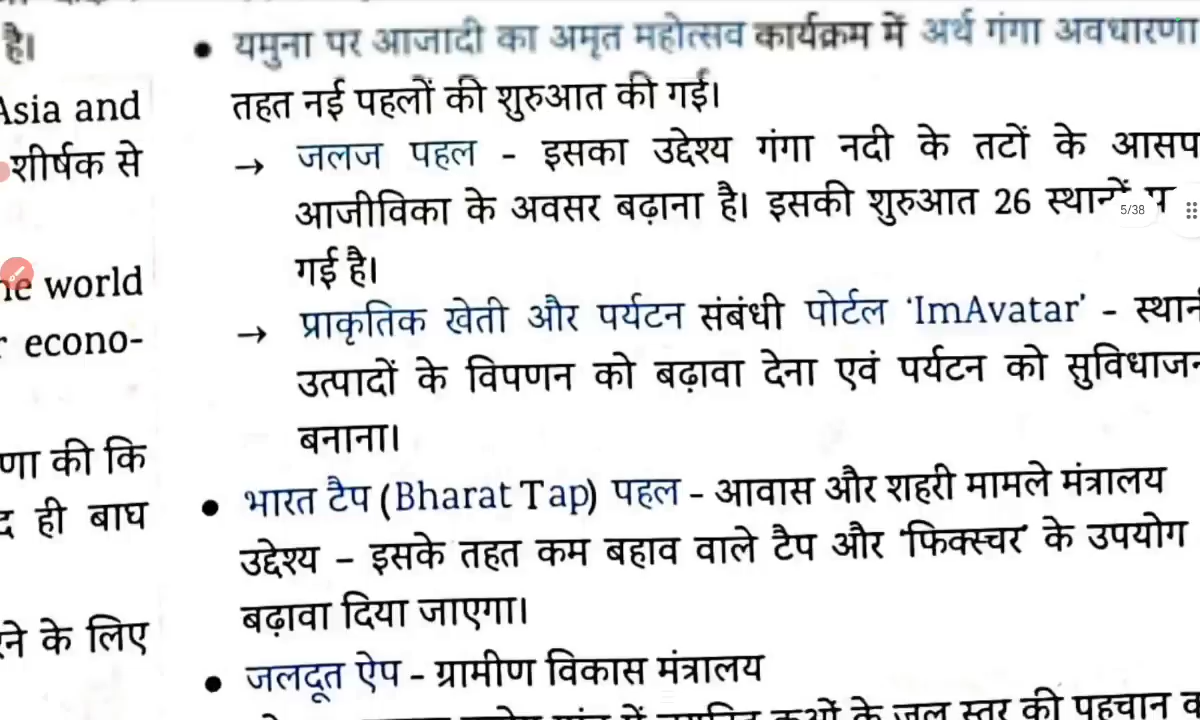 है।
Asia and
शीर्षक से
world
econo-
की कि
ही बाघ
के लिए
• यमुना पर आजादी का अमृत महोत्सव कार्यक्रम में अर्थ गंगा अवधारणा
तहत नई पहलों की शुरुआत की गई।
→ जलज पहल - इसका उद्देश्य गंगा नदी के तटों के
आजीविका के अवसर बढ़ाना है। इसकी शुरुआत 26
गई है।
→ प्राकृतिक खेती और पर्यटन संबंधी पोर्टल 'ImAvatar' -
उत्पादों के विपणन को बढ़ावा देना एवं पर्यटन को
बनाना।
• भारत टैप (Bharat Tap) पहल - आवास और शहरी मामले मंत्रालय
उद्देश्य - इसके तहत कम बहाव वाले टैप और 'फिक्स्चर' के उपयोग
बढ़ावा दिया जाएगा।
• जलदूत ऐप - ग्रामीण विकास मंत्रालय
के जल स्तर की पहचान
5/38